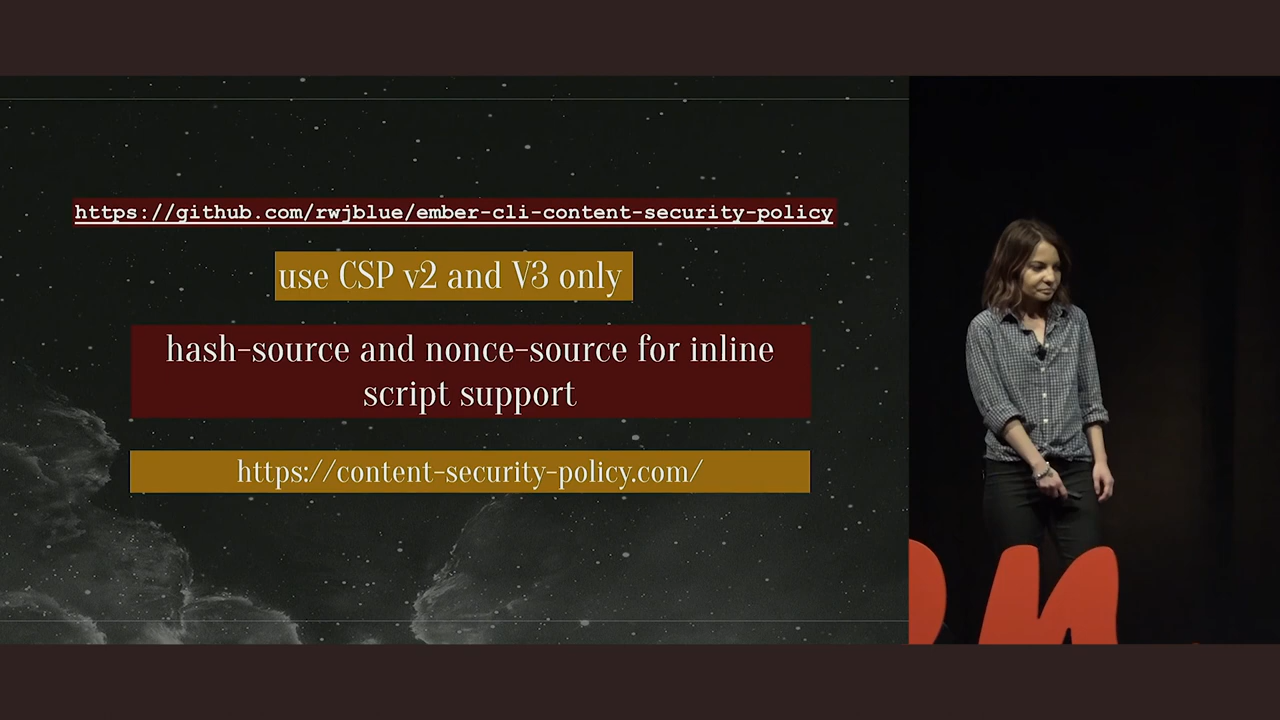 https://github.com/rwjblue/ember-cli-content-security-policy
use CSP v2 and V3 only
hash-source and nonce-source for inline
script support
https://content-security-policy.com/